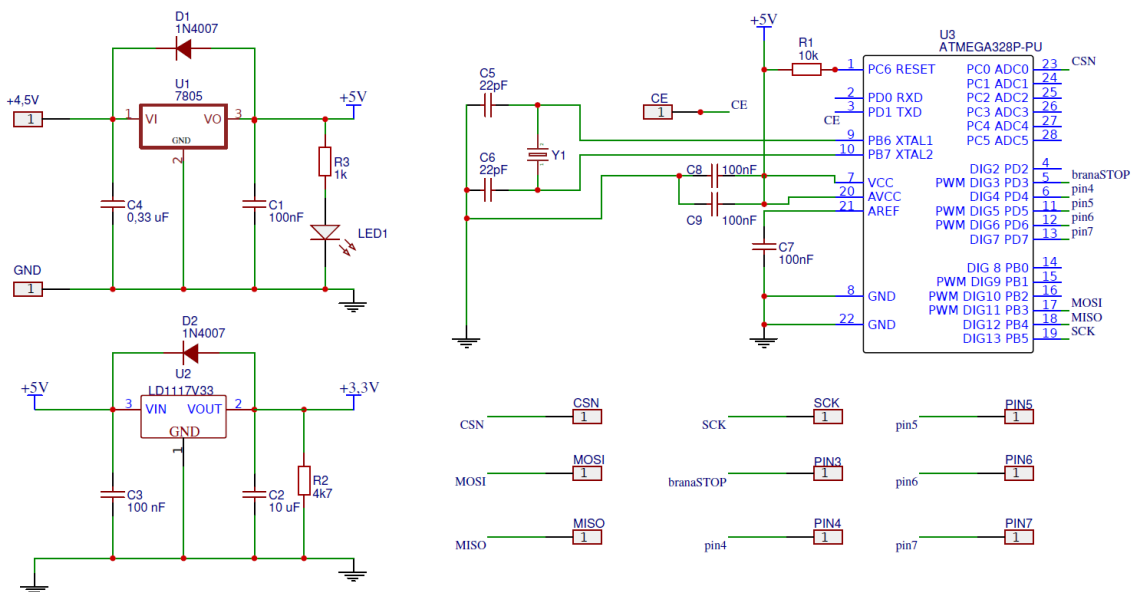 D1
1N4007
U1
7805
+4,5V
1
1
VI
VO
3
GND
2
+5V
R3
1k
C4
0,33 uF
C1
100nF
LED1
GND
1
D2
1N4007
U2
LD1117V33
+5V
3
VIN
VOUT
2
GND
1
+3,3V
C3
100 nF
C2
10 uF
R2
4k7
+5V
R1
10k
C5
22pF
C6
22pF
Y1
CE
1
CE
CE
C8
100nF
C9
100nF
C7
100nF
U3
ATMEGA328P-PU
1 PC6 RESET
2 PD0 RXD
3 PD1 TXD
9 PB6 XTAL1
10 PB7 XTAL2
7 VCC
20 AVCC
21 AREF
8 GND
22 GND
PC0 ADC0 23 CSN
PC1 ADC1 24
PC2 ADC2 25
PC3 ADC3 26
PC4 ADC4 27
PC5 ADC5 28
DIG2 PD2 4
PWM DIG3 PD3 5 branaSTOP
DIG4 PD4 6 pin4
PWM DIG5 PD5 11 pin5
PWM DIG6 PD6 12 pin6
DIG7 PD7 13 pin7
DIG 8 PB0 14
PWM DIG9 PB1 15
PWM DIG10 PB2 16
PWM DIG11 PB3 17 MOSI
DIG12 PB4 18 MISO
DIG13 PB5 19 SCK
CSN
CSN
1
SCK
SCK
1
pin5
PIN5
1
MOSI
MOSI
1
branaSTOP
PIN3
1
pin6
PIN6
1
MISO
MISO
1
pin4
PIN4
1
pin7
PIN7
1